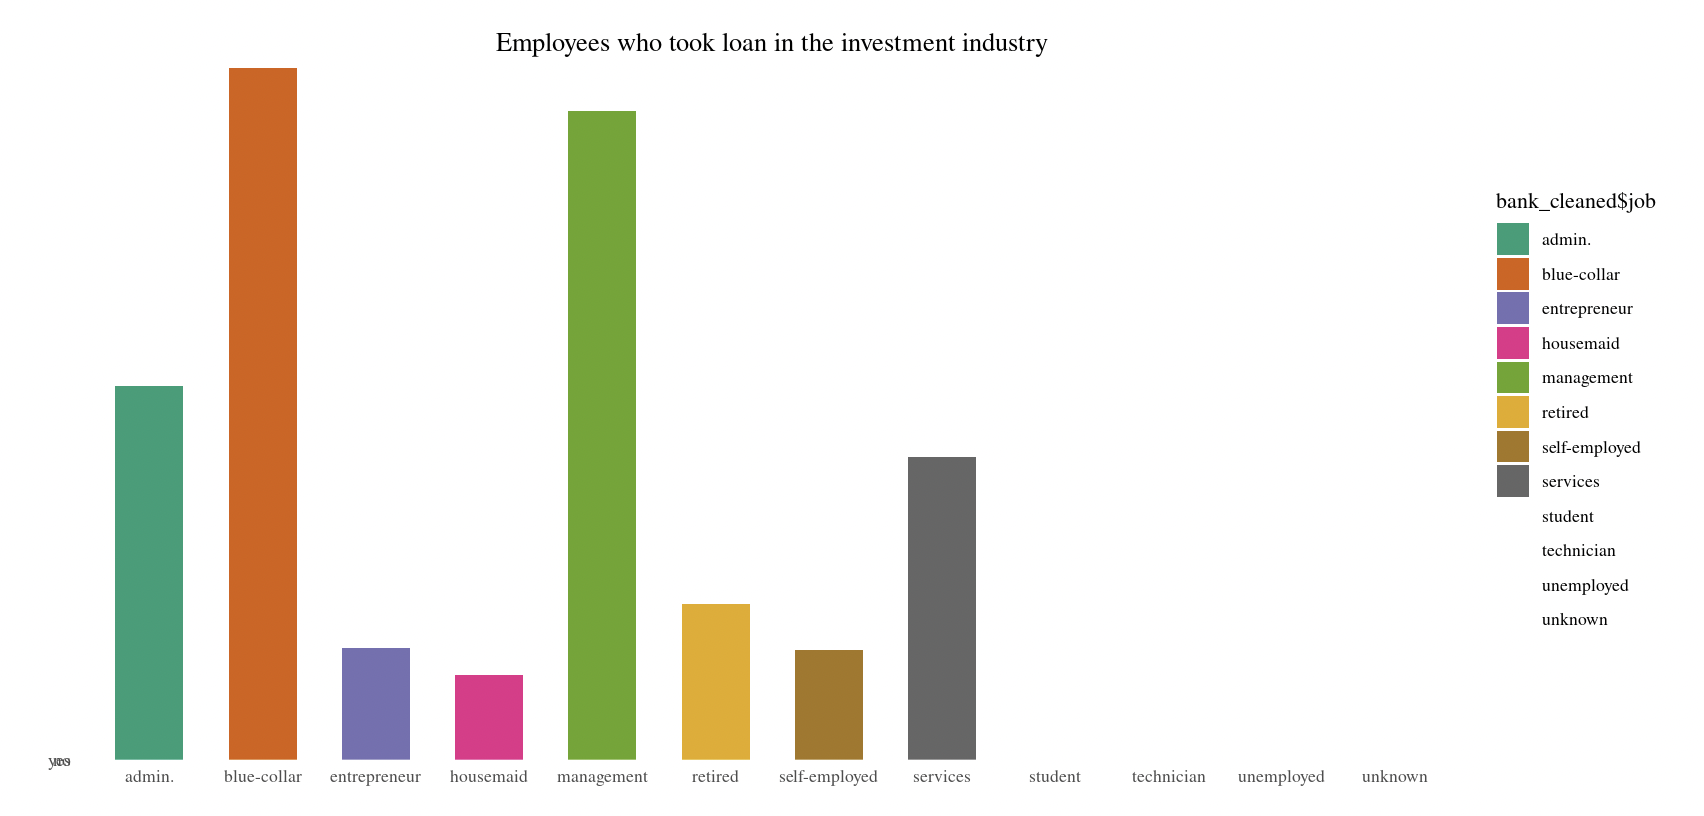 Employees who took loan in the investment industry
bank_cleaned$job
admin.
blue-collar
entrepreneur
housemaid
management
retired
self-employed
services
student
technician
unemployed
unknown
yes
admin. blue-collar entrepreneur housemaid management retired self-employed services student technician unemployed unknown